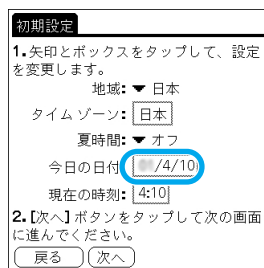 初期設定
1.矢印とボックスをタップして、設定
を変更します。
地域: 日本
タイム ゾーン: 日本
夏時間: オフ
今日の日付: /4/10
現在の時刻: 4:10
2.【次へ】ボタンをタップして次の画面
に進んでください。
戻る 次へ